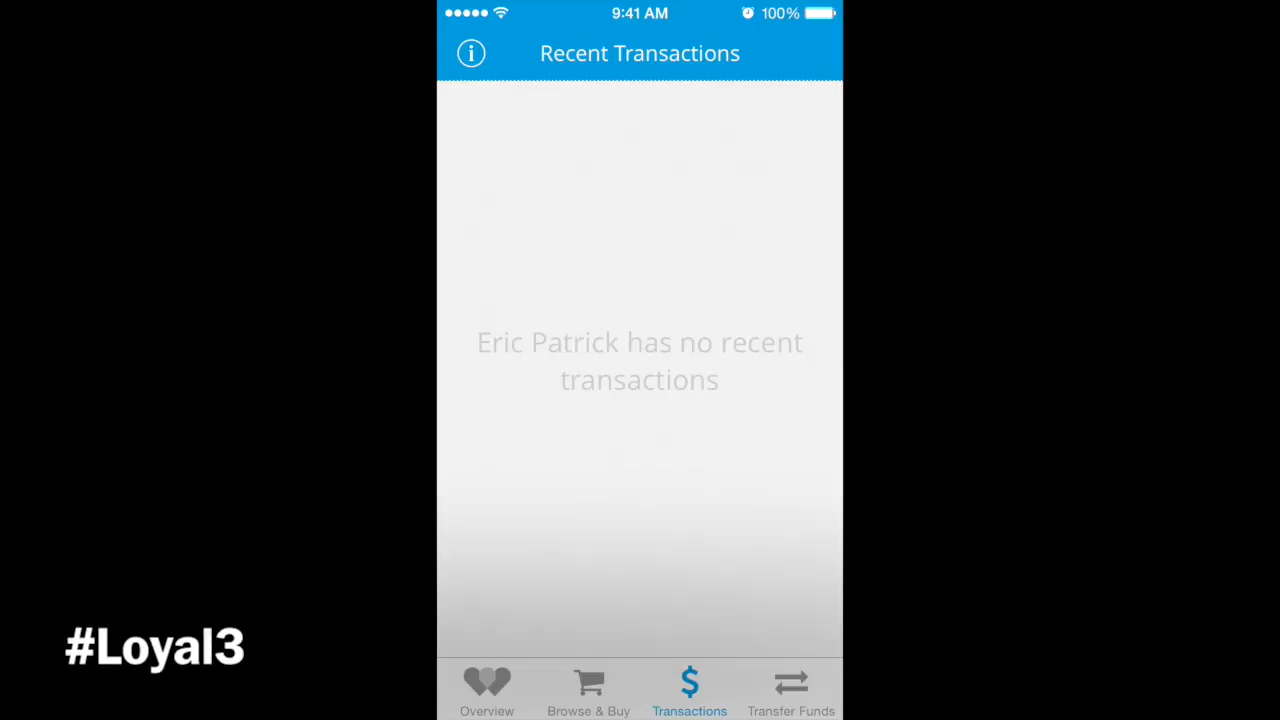 9:41 AM
100%
Recent Transactions
Eric Patrick has no recent
transactions
#Loyal3
Overview
Browse & Buy
Transactions
Transfer Funds